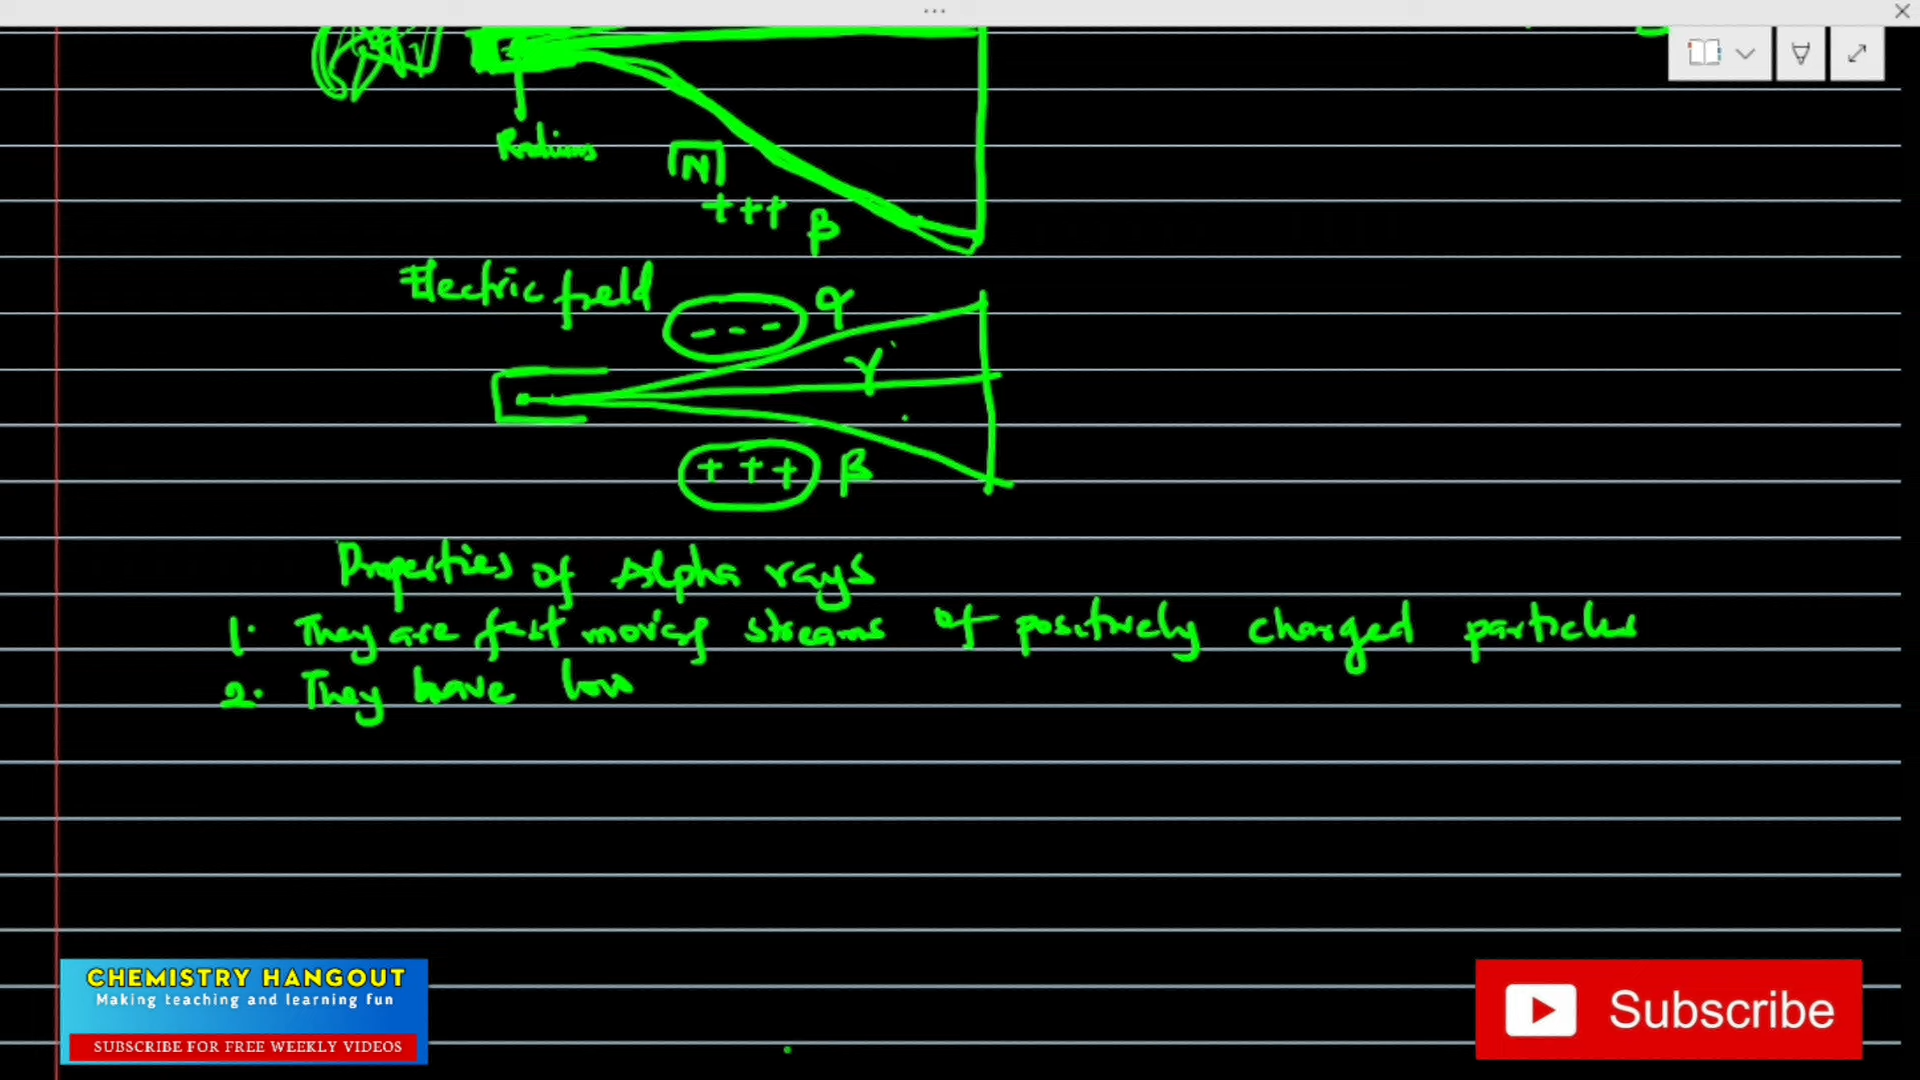 Radium
N
+++ β
Electric field
--- α
γ
+++ β
Properties of Alpha rays
1. They are fast moving streams of positively charged particles
2. They have low
CHEMISTRY HANGOUT
Making teaching and learning fun
SUBSCRIBE FOR FREE WEEKLY VIDEOS
Subscribe